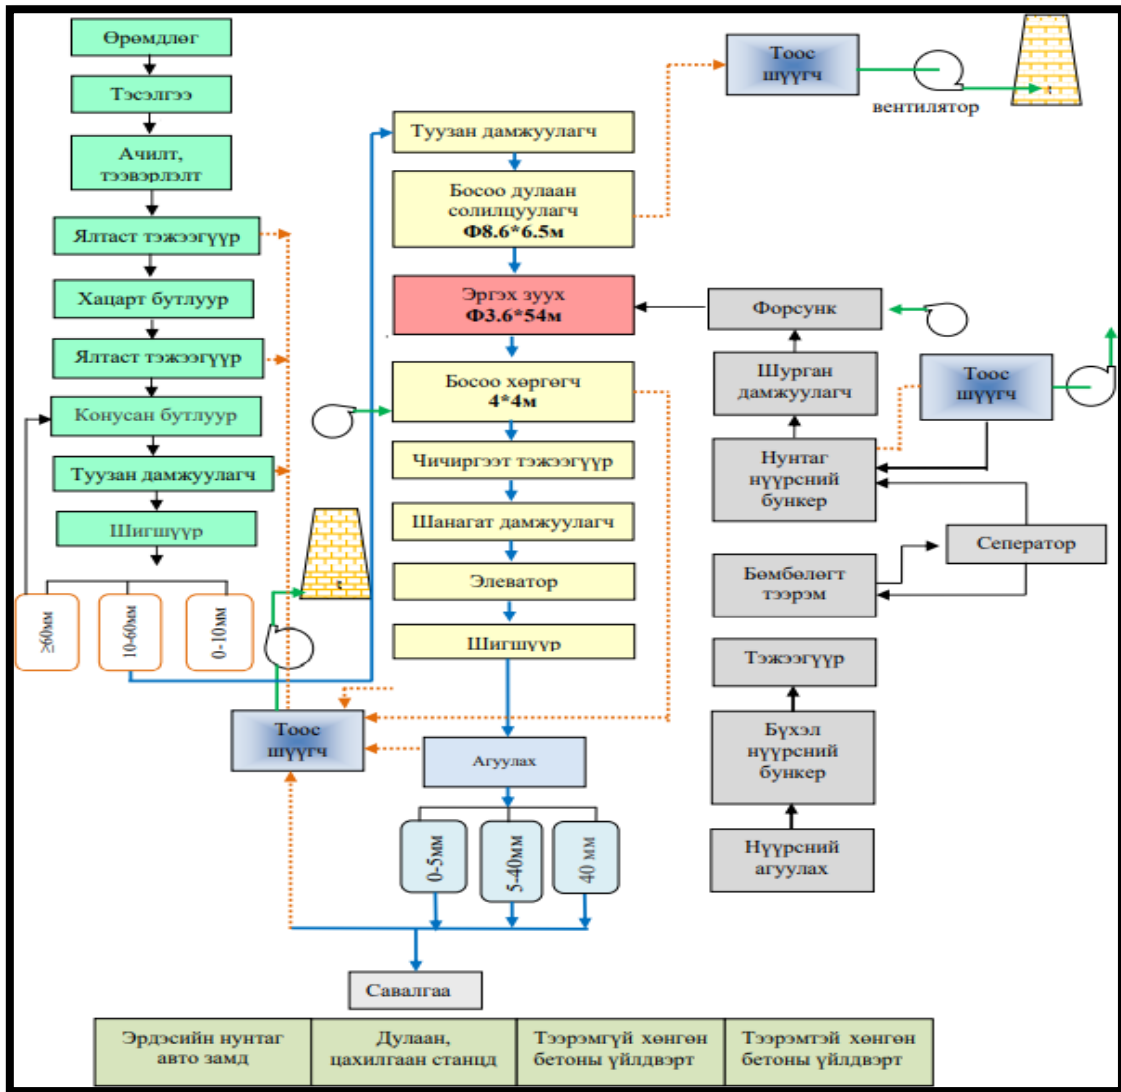 Өрөмдлөг
Тэсэлгээ
Ачилт,
тээвэрлэлт
Ялтаст тэжээгүүр
Хацарт бутлуур
Ялтаст тэжээгүүр
Конусан бутлуур
Туузан дамжуулагч
Шигшүүр
≥60мм
10-60мм
0-10мм
Тоос
шүүгч
Туузан дамжуулагч
Босоо дулаан
солилцуулагч
Ф8.6*6.5м
Эргэх зуух
Ф3.6*54м
Босоо хөргөгч
4*4м
Чичиргээт тэжээгүүр
Шанагат дамжуулагч
Элеватор
Шигшүүр
Агуулах
0-5мм
5-40мм
40 мм
Савалгаа
Тоос
шүүгч
вентилятор
Форсунк
Шурган
дамжуулагч
Тоос
шүүгч
Нунтаг
нүүрсний
бункер
Сеператор
Бөмбөлөгт
тээрэм
Тэжээгүүр
Бүхэл
нүүрсний
бункер
Нүүрсний
агуулах
Эрдэсийн нунтаг
авто замд
Дулаан,
цахилгаан станцд
Тээрэмгүй хөнгөн
бетоны үйлдвэрт
Тээрэмтэй хөнгөн
бетоны үйлдвэрт